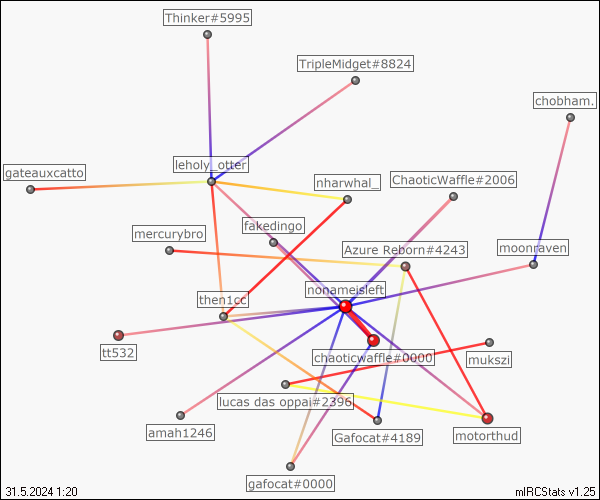 Thinker#5995
TripleMidget#8824
chobham.
leholy_otter
gateauxcatto
nharwhal_
ChaoticWaffle#2006
fakedingo
mercurybro
Azure Reborn#4243
moonraven
nonameisleft
then1cc
tt532
chaoticwaffle#0000
mukszi
lucas das oppai#2396
amah1246
Gafocat#4189
motorthud
gafocat#0000
31.5.2024 1:20
mIRCStats v1.25